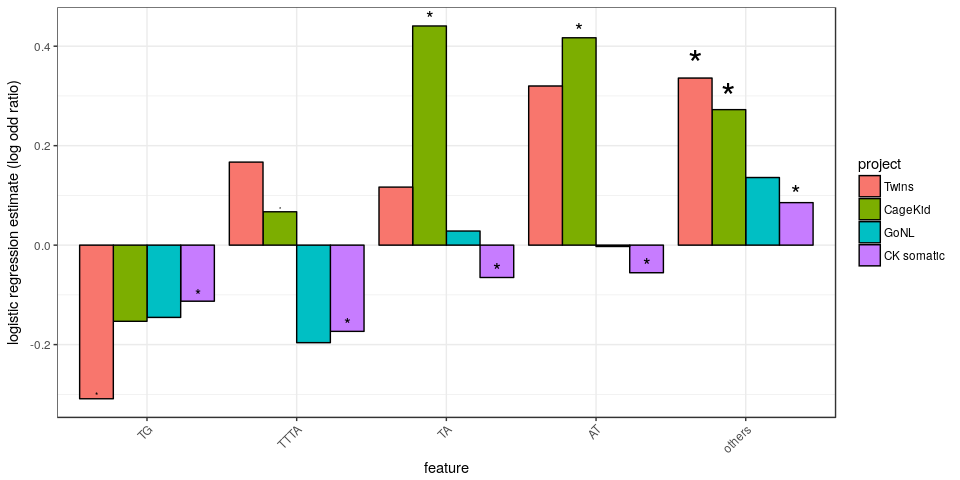 logistic regression estimate (log odd ratio)
0.4
0.2
0.0
-0.2
*
*
*
*
*
*
*
*
*
*
.
.
TG
TTTA
TA
AT
others
feature
project
Twins
CageKid
GoNL
CK somatic